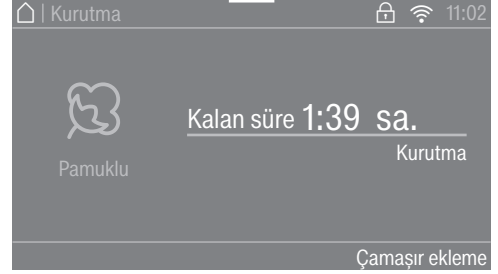 | Kurutma 11:02
Kalan süre 1:39 sa.
Kurutma
Pamuklu
Çamaşır ekleme